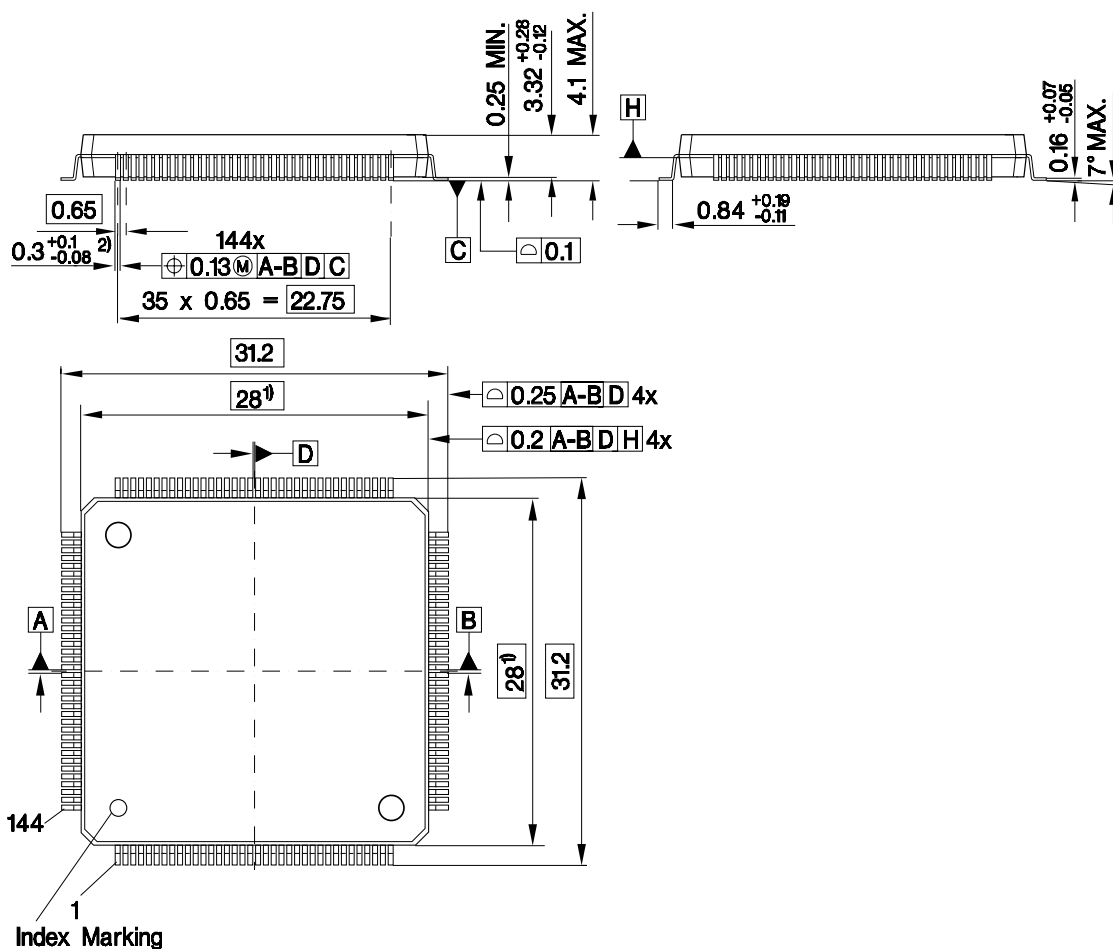 0.25 MIN.
3.32 +0.28 -0.12
4.1 MAX.
H
0.16 +0.07 -0.05
7° MAX.
0.65
0.3 +0.1 -0.08 2)
144x
⌖ 0.13 Ⓜ A-B D C
35 x 0.65 = 22.75
C
⌓ 0.1
0.84 +0.19 -0.11
31.2
28 1)
⌓ 0.25 A-B D 4x
⌓ 0.2 A-B D H 4x
D
A
B
28 1)
31.2
144
1
Index Marking